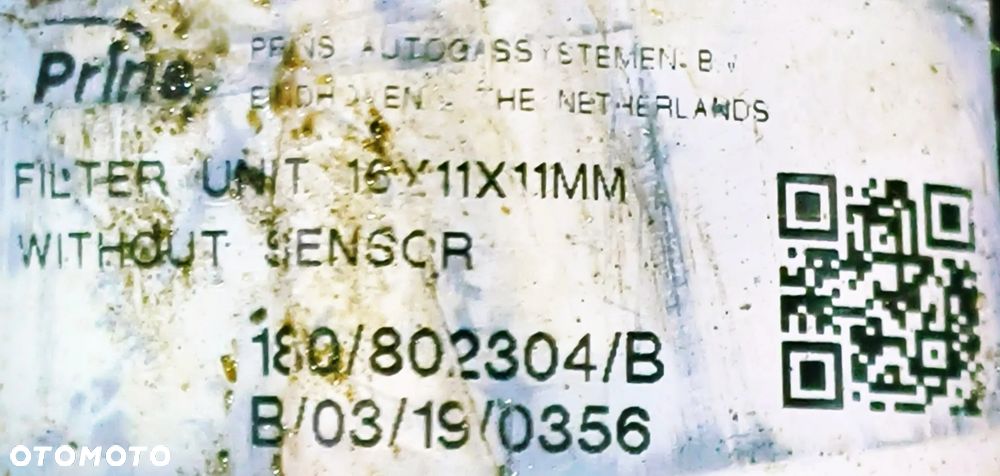 Prins
PRINS AUTOGASSYSTEMEN B.V
EINDHOVEN - THE NETHERLANDS
FILTER UNIT 16X11X11MM
WITHOUT SENSOR
180/802304/B
B/03/19/0356
OTOMOTO